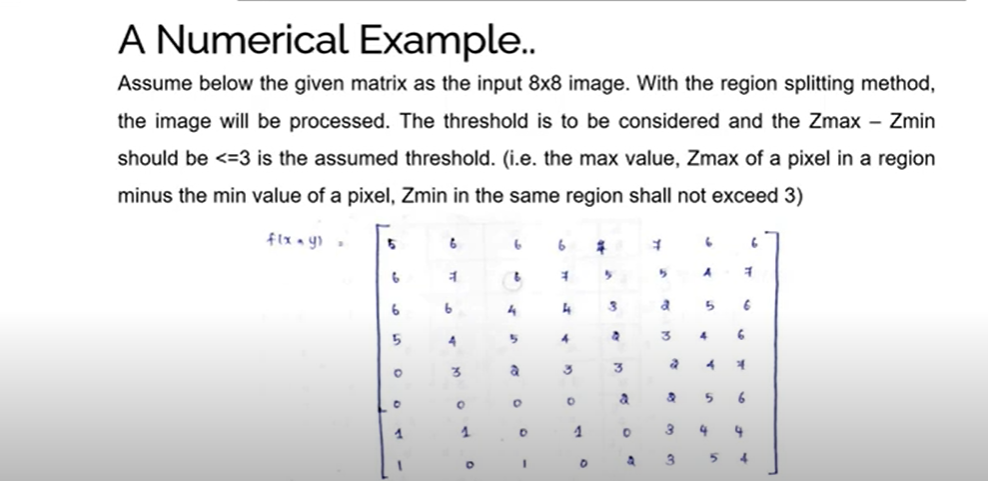 A Numerical Example..
Assume below the given matrix as the input 8x8 image. With the region splitting method,
the image will be processed. The threshold is to be considered and the Zmax – Zmin
should be <=3 is the assumed threshold. (i.e. the max value, Zmax of a pixel in a region
minus the min value of a pixel, Zmin in the same region shall not exceed 3)
f(x, y) =
5 6 6 6 7 7 6 6
6 7 6 7 5 5 4 7
6 6 4 4 3 2 5 6
5 4 5 4 2 3 4 6
0 3 2 3 3 2 4 7
0 0 0 0 2 2 5 6
1 1 0 1 0 3 4 4
1 0 1 0 2 3 5 4